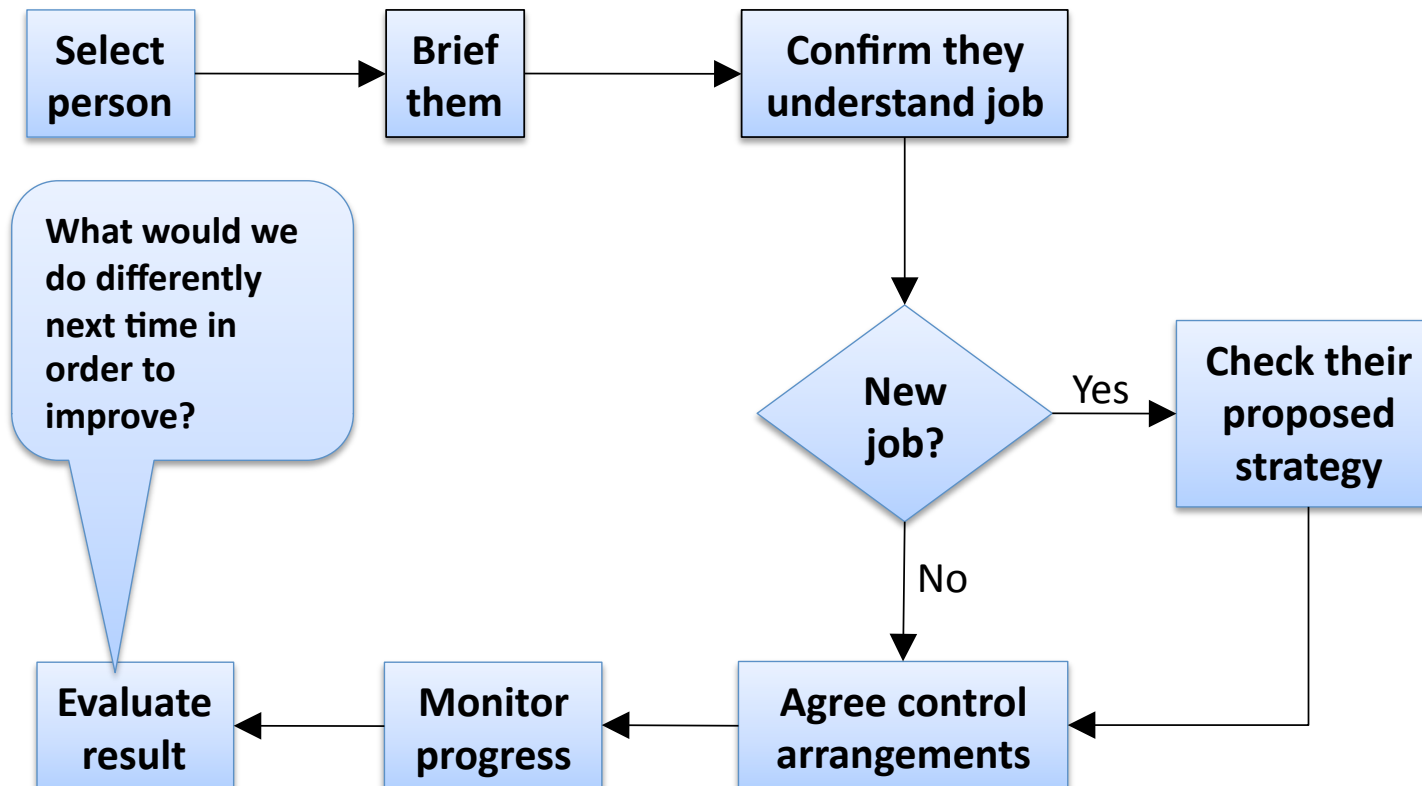 Select
person
Brief
them
Confirm they
understand job
What would we
do differently
next time in
order to
improve?
New
job?
Yes
Check their
proposed
strategy
No
Evaluate
result
Monitor
progress
Agree control
arrangements